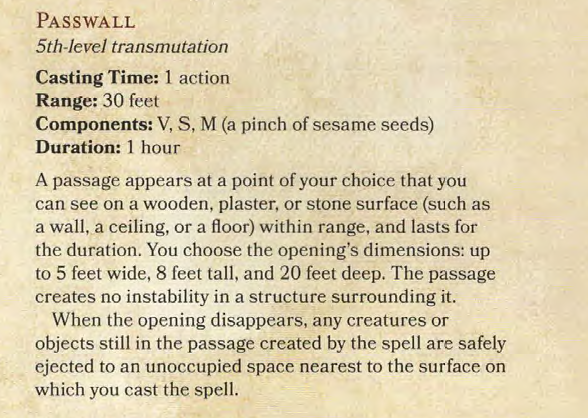 PASSWALL
5th-level transmutation
Casting Time: 1 action
Range: 30 feet
Components: V, S, M (a pinch of sesame seeds)
Duration: 1 hour
A passage appears at a point of your choice that you
can see on a wooden, plaster, or stone surface (such as
a wall, a ceiling, or a floor) within range, and lasts for
the duration. You choose the opening's dimensions: up
to 5 feet wide, 8 feet tall, and 20 feet deep. The passage
creates no instability in a structure surrounding it.
When the opening disappears, any creatures or
objects still in the passage created by the spell are safely
ejected to an unoccupied space nearest to the surface on
which you cast the spell.